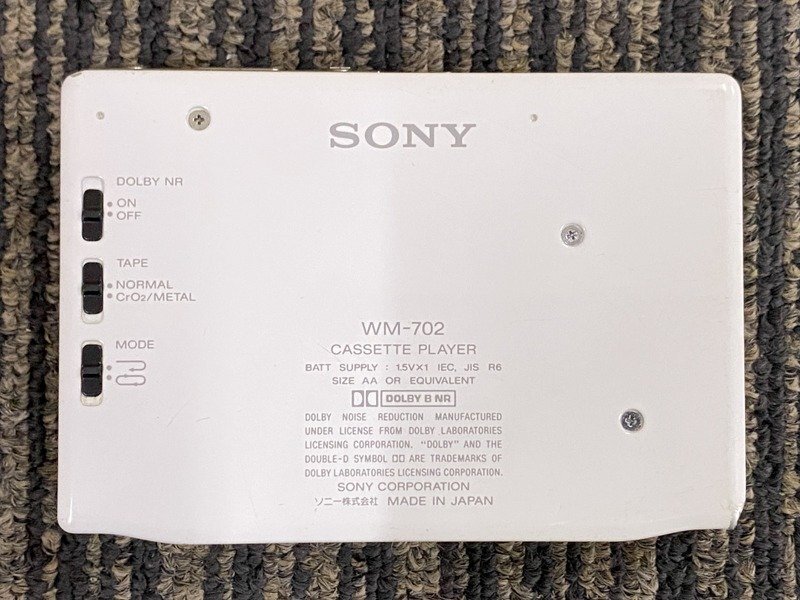 SONY
DOLBY NR
ON
OFF
TAPE
NORMAL
CrO2/METAL
MODE
WM-702
CASSETTE PLAYER
BATT SUPPLY : 1.5V×1 IEC, JIS R6
SIZE AA OR EQUIVALENT
DOLBY B NR
DOLBY NOISE REDUCTION MANUFACTURED
UNDER LICENSE FROM DOLBY LABORATORIES
LICENSING CORPORATION. "DOLBY" AND THE
DOUBLE-D SYMBOL ARE TRADEMARKS OF
DOLBY LABORATORIES LICENSING CORPORATION.
SONY CORPORATION
ソニー株式会社 MADE IN JAPAN